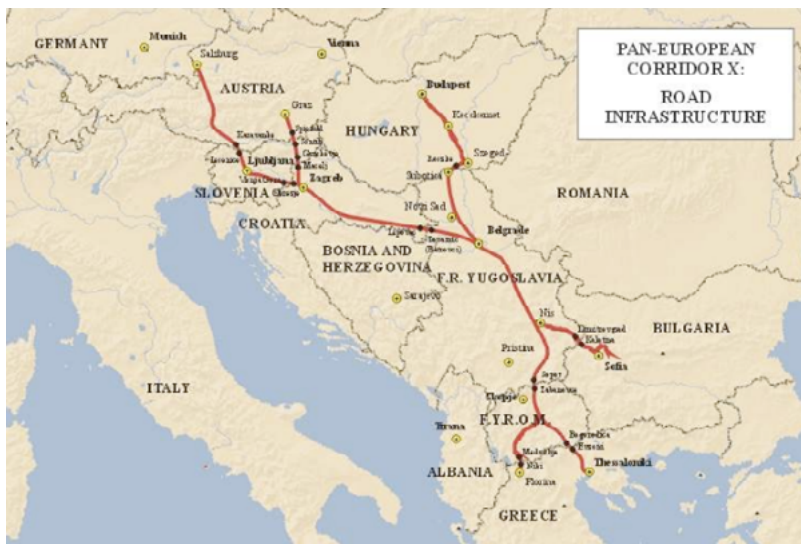 PAN-EUROPEAN
CORRIDOR X:
ROAD
INFRASTRUCTURE
GERMANY
Munich
Vienna
Salzburg
AUSTRIA
Graz
Budapest
HUNGARY
Kecskemet
Szeged
Subotica
Ljubljana
Zagreb
SLOVENIA
ROMANIA
Novi Sad
CROATIA
Belgrade
BOSNIA AND
HERZEGOVINA
F.R. YUGOSLAVIA
Sarajevo
Nis
Dimitrovgrad
BULGARIA
Sofia
Pristina
ITALY
F.Y.R.O.M.
Tirana
ALBANIA
Thessaloniki
Niki
Florina
GREECE